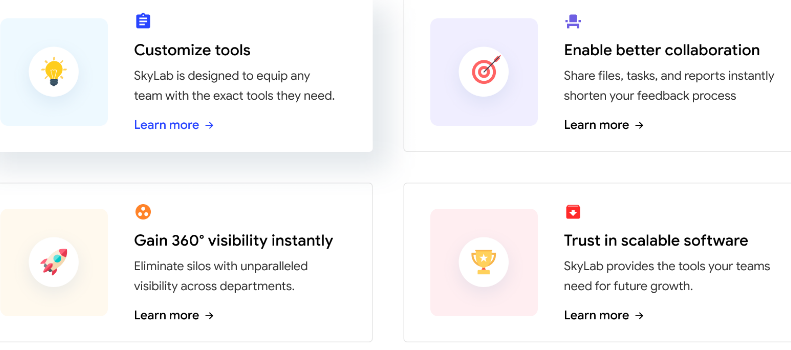 Customize tools
SkyLab is designed to equip any
team with the exact tools they need.
Learn more →
Enable better collaboration
Share files, tasks, and reports instantly
shorten your feedback process
Learn more →
Gain 360° visibility instantly
Eliminate silos with unparalleled
visibility across departments.
Learn more →
Trust in scalable software
SkyLab provides the tools your teams
need for future growth.
Learn more →